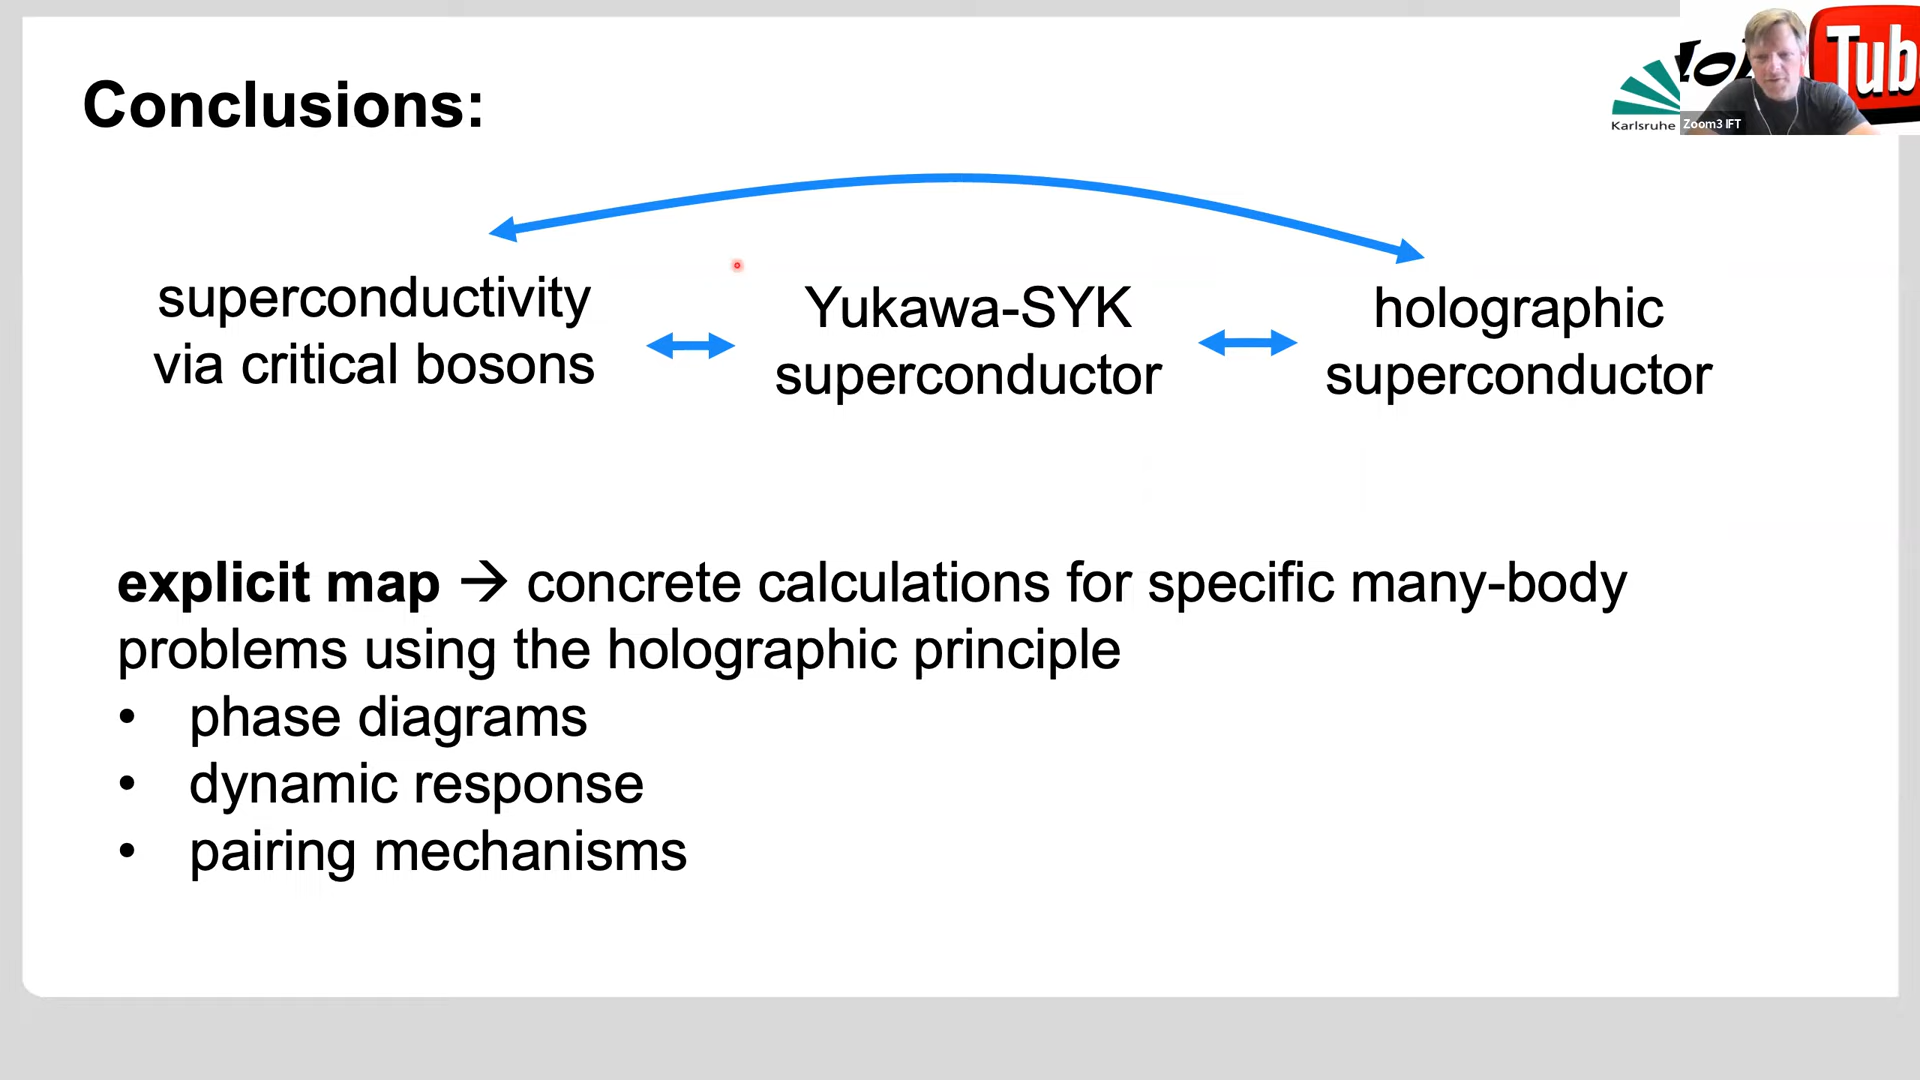 Conclusions:
Karlsruhe
Zoom3 IFT
Tub
superconductivity
via critical bosons
Yukawa-SYK
superconductor
holographic
superconductor
explicit map → concrete calculations for specific many-body
problems using the holographic principle
• phase diagrams
• dynamic response
• pairing mechanisms